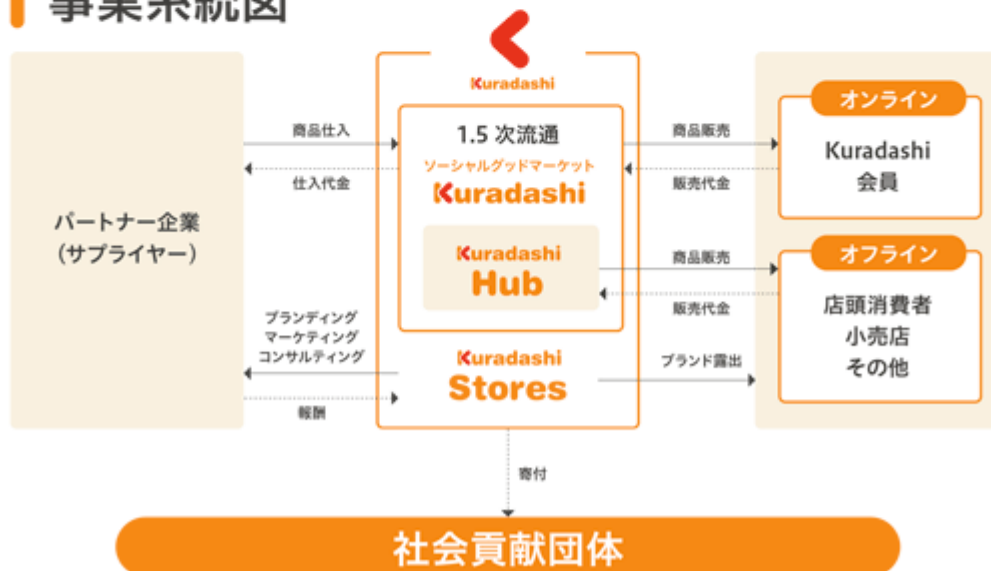 事業系統図
Kuradashi
パートナー企業
（サプライヤー）
商品仕入
仕入代金
ブランディング
マーケティング
コンサルティング
報酬
1.5 次流通
ソーシャルグッドマーケット
Kuradashi
Kuradashi
Hub
Kuradashi
Stores
商品販売
販売代金
商品販売
販売代金
ブランド露出
オンライン
Kuradashi
会員
オフライン
店頭消費者
小売店
その他
寄付
社会貢献団体